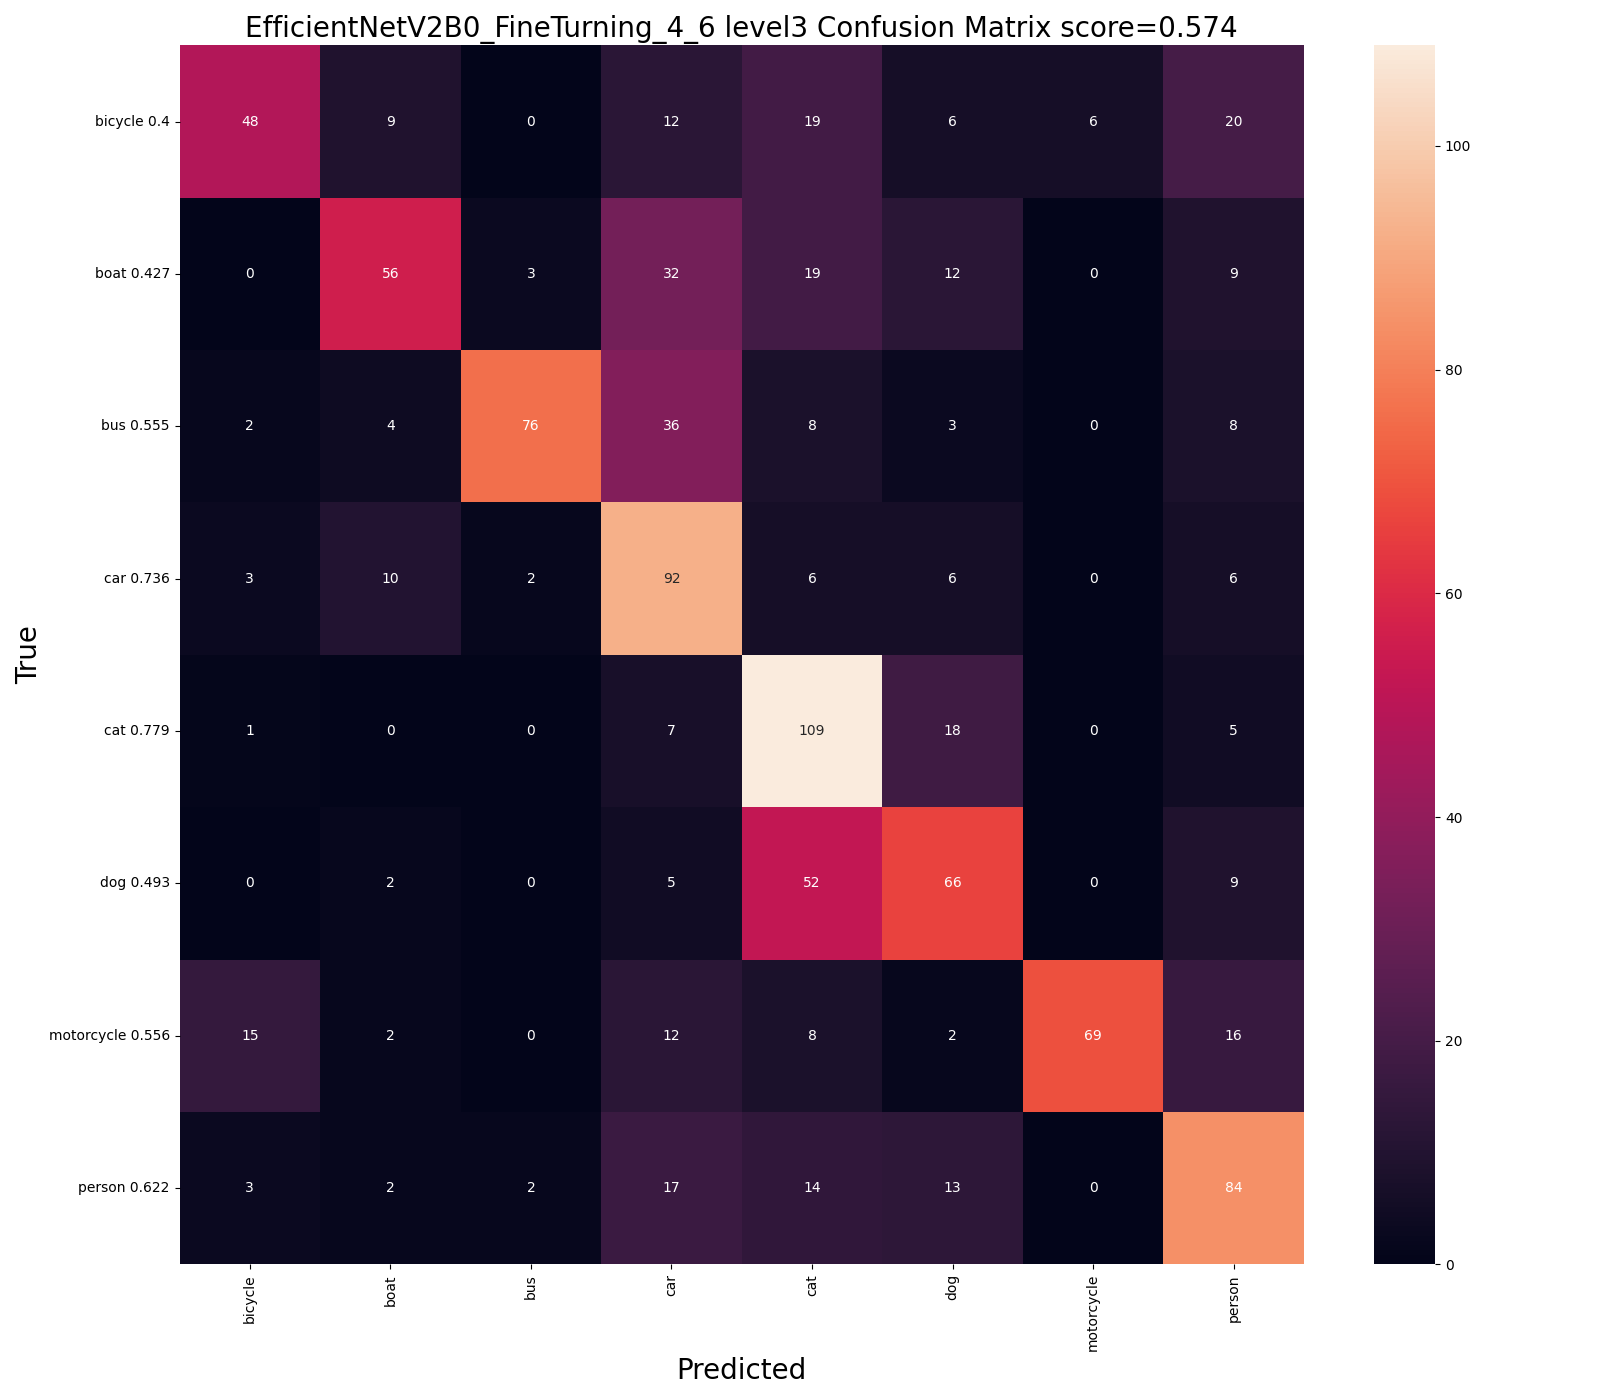 EfficientNetV2B0_FineTurning_4_6 level3 Confusion Matrix score=0.574
bicycle 0.4 48 9 0 12 19 6 6 20
boat 0.427 0 56 3 32 19 12 0 9
bus 0.555 2 4 76 36 8 3 0 8
car 0.736 3 10 2 92 6 6 0 6
cat 0.779 1 0 0 7 109 18 0 5
dog 0.493 0 2 0 5 52 66 0 9
motorcycle 0.556 15 2 0 12 8 2 69 16
person 0.622 3 2 2 17 14 13 0 84
bicycle boat bus car cat dog motorcycle person
True
Predicted
100
80
60
40
20
0